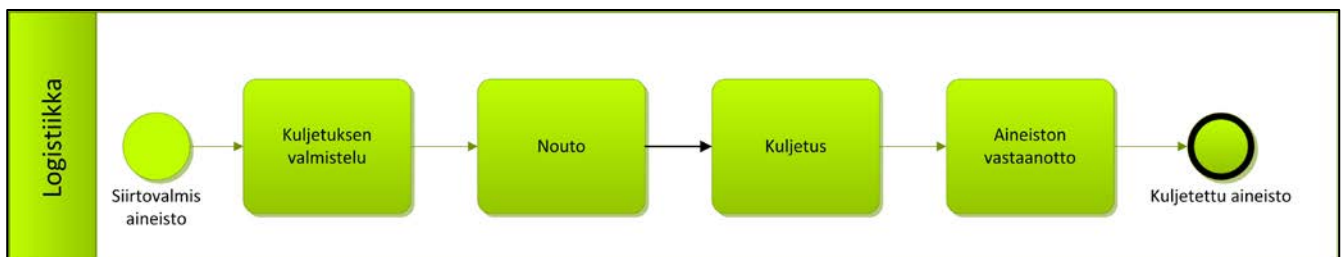 Logistiikka
Siirtovalmis
aineisto
Kuljetuksen
valmistelu
Nouto
Kuljetus
Aineiston
vastaanotto
Kuljetettu aineisto